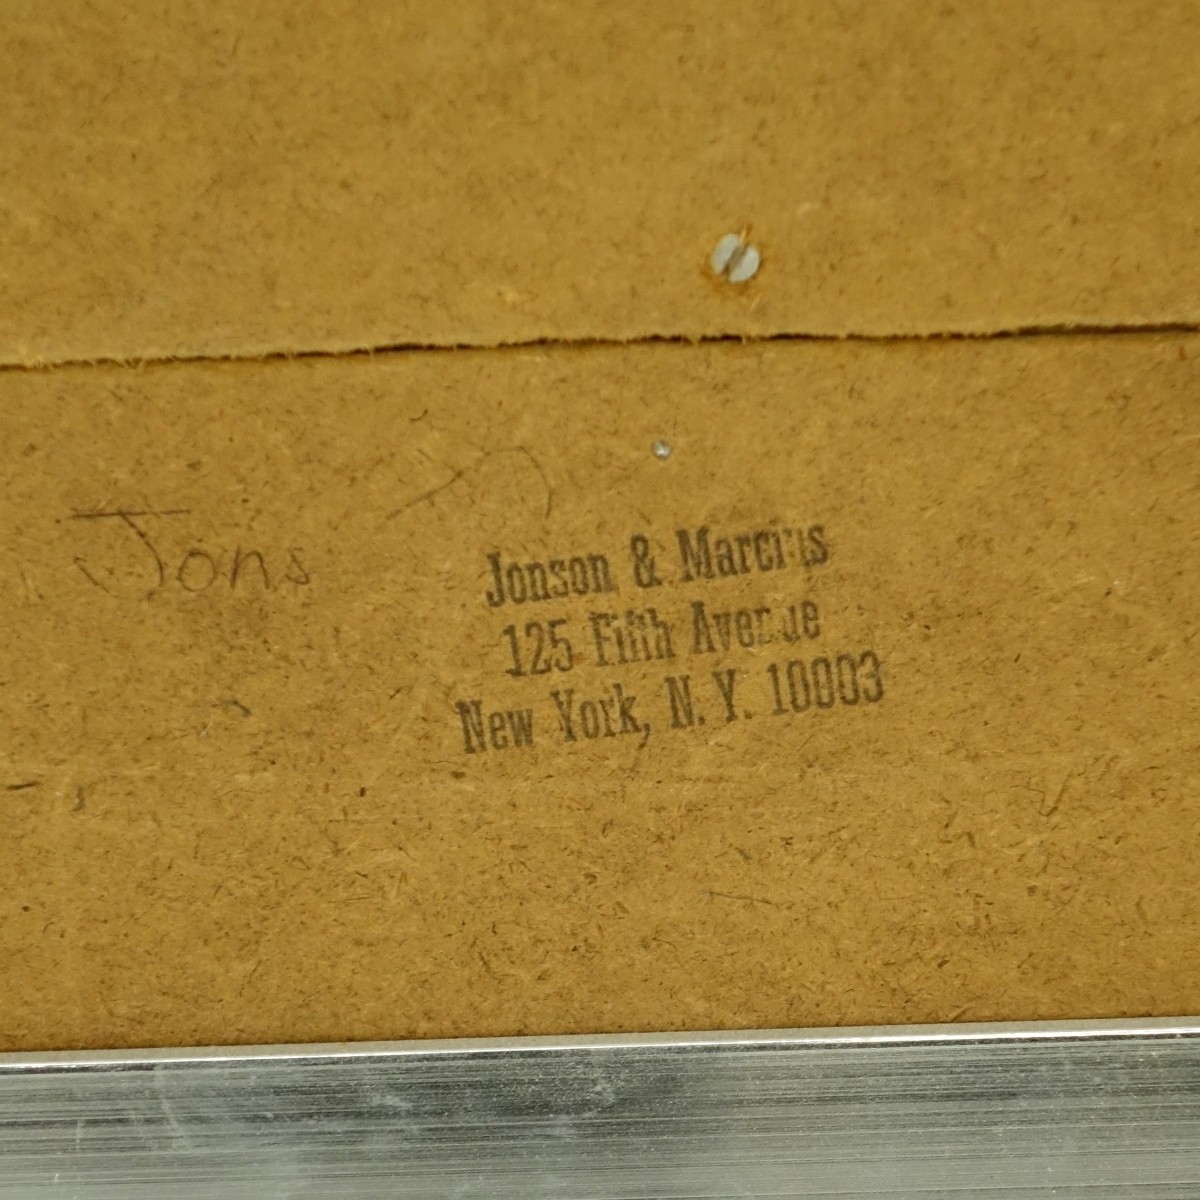 Jons
Jonson & Marcius
125 Fifth Avenue
New York, N.Y. 10003